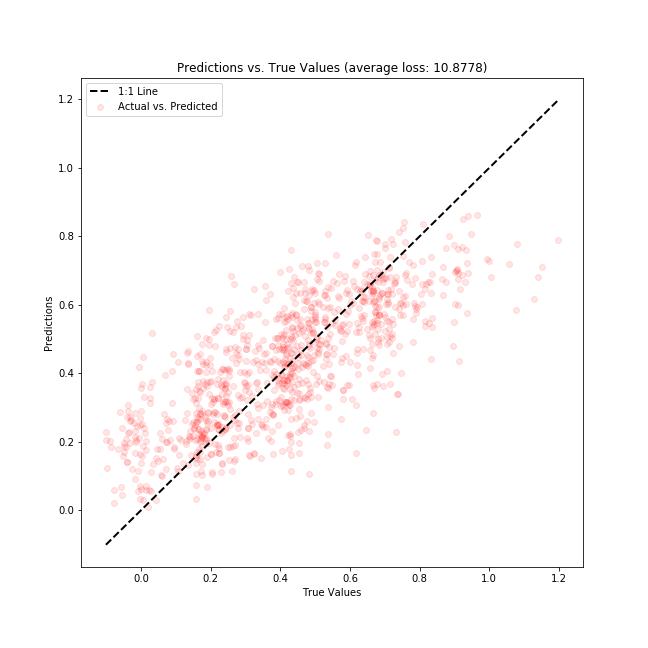 Predictions vs. True Values (average loss: 10.8778)
1:1 Line
Actual vs. Predicted
1.2
1.0
0.8
0.6
0.4
0.2
0.0
Predictions
0.0 0.2 0.4 0.6 0.8 1.0 1.2
True Values